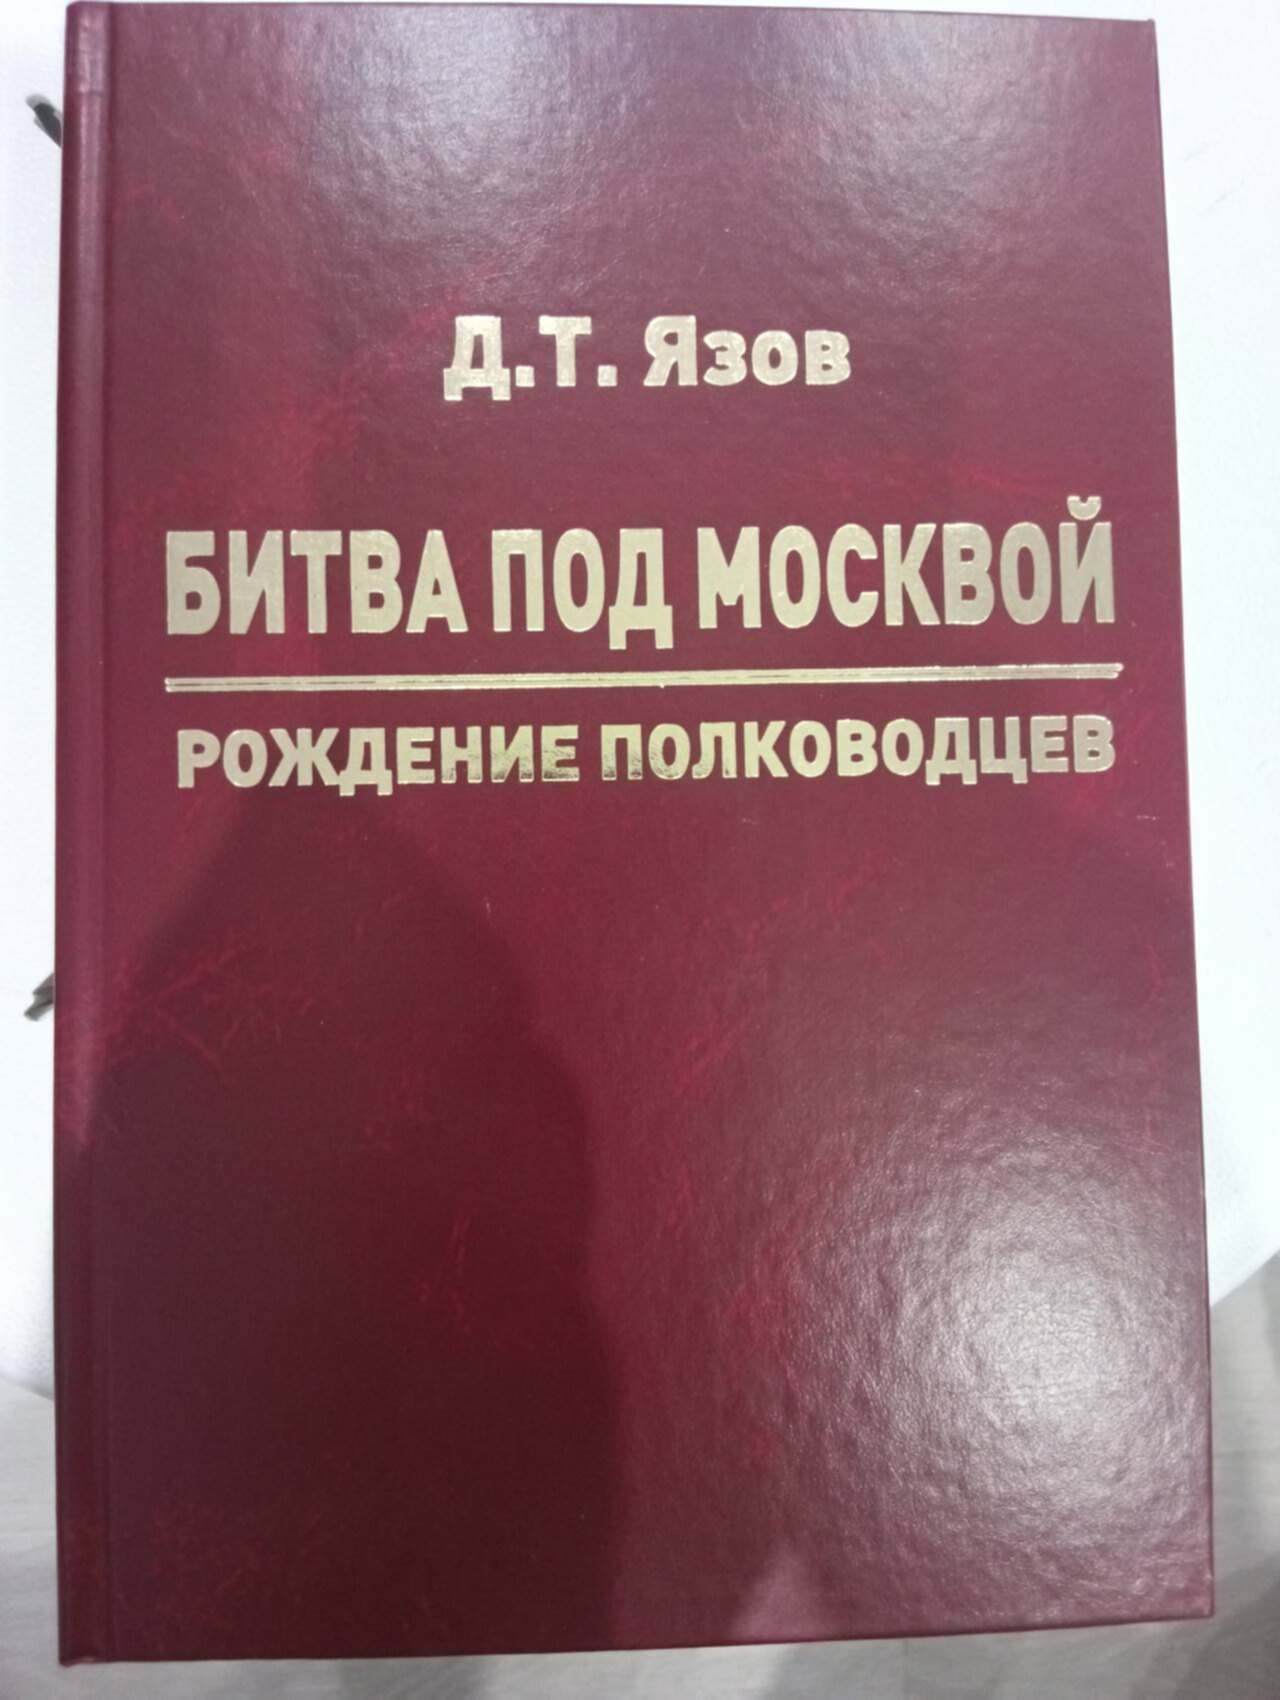 Д.Т. Язов
БИТВА ПОД МОСКВОЙ
РОЖДЕНИЕ ПОЛКОВОДЦЕВ